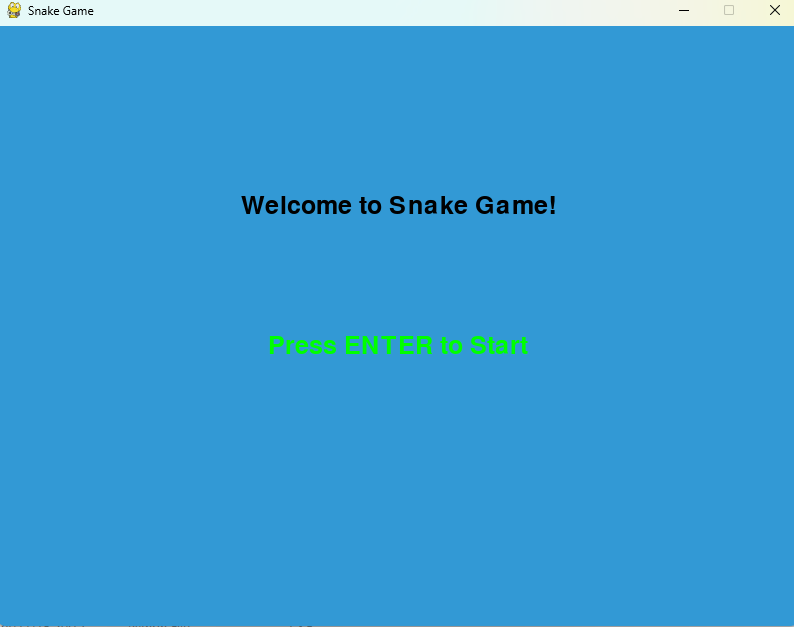 Snake Game
Welcome to Snake Game!
Press ENTER to Start